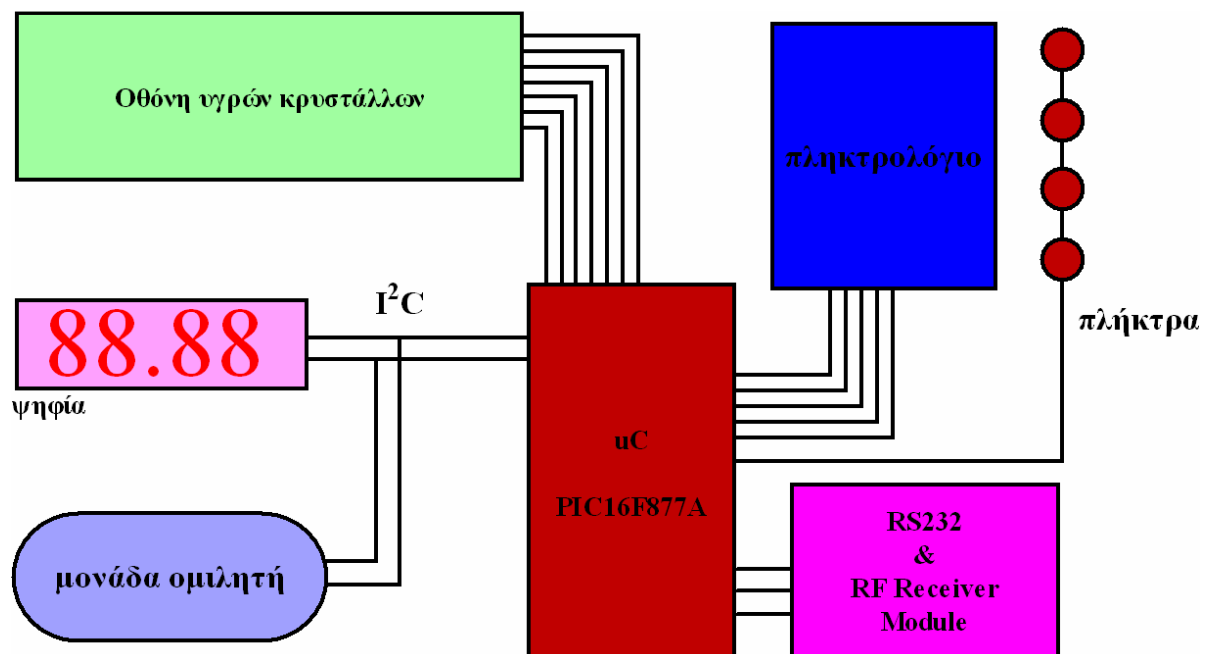 Οθόνη υγρών κρυστάλλων
πληκτρολόγιο
πλήκτρα
I²C
88.88
ψηφία
uC
PIC16F877A
μονάδα ομιλητή
RS232
&
RF Receiver
Module